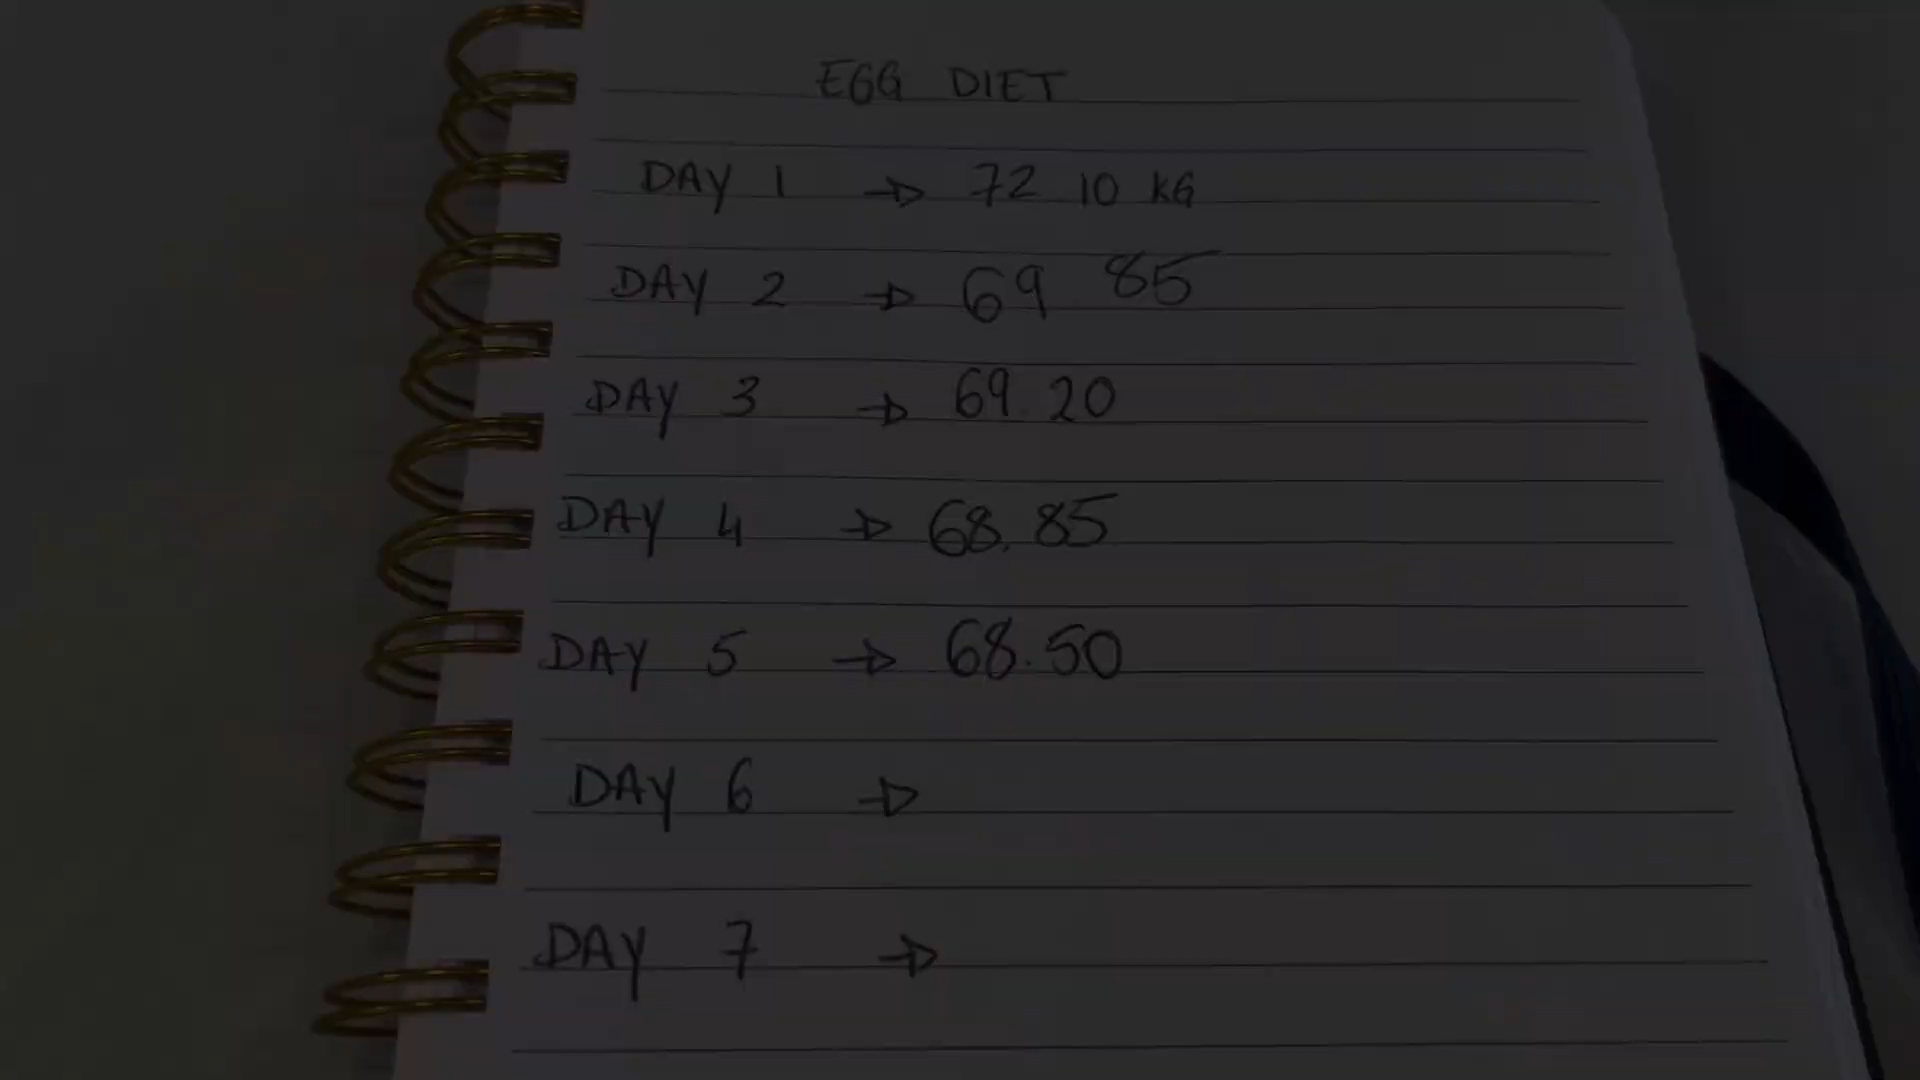 EGG DIET
DAY 1 → 72 10 KG
DAY 2 → 69 85
DAY 3 → 69.20
DAY 4 → 68.85
DAY 5 → 68.50
DAY 6 →
DAY 7 →